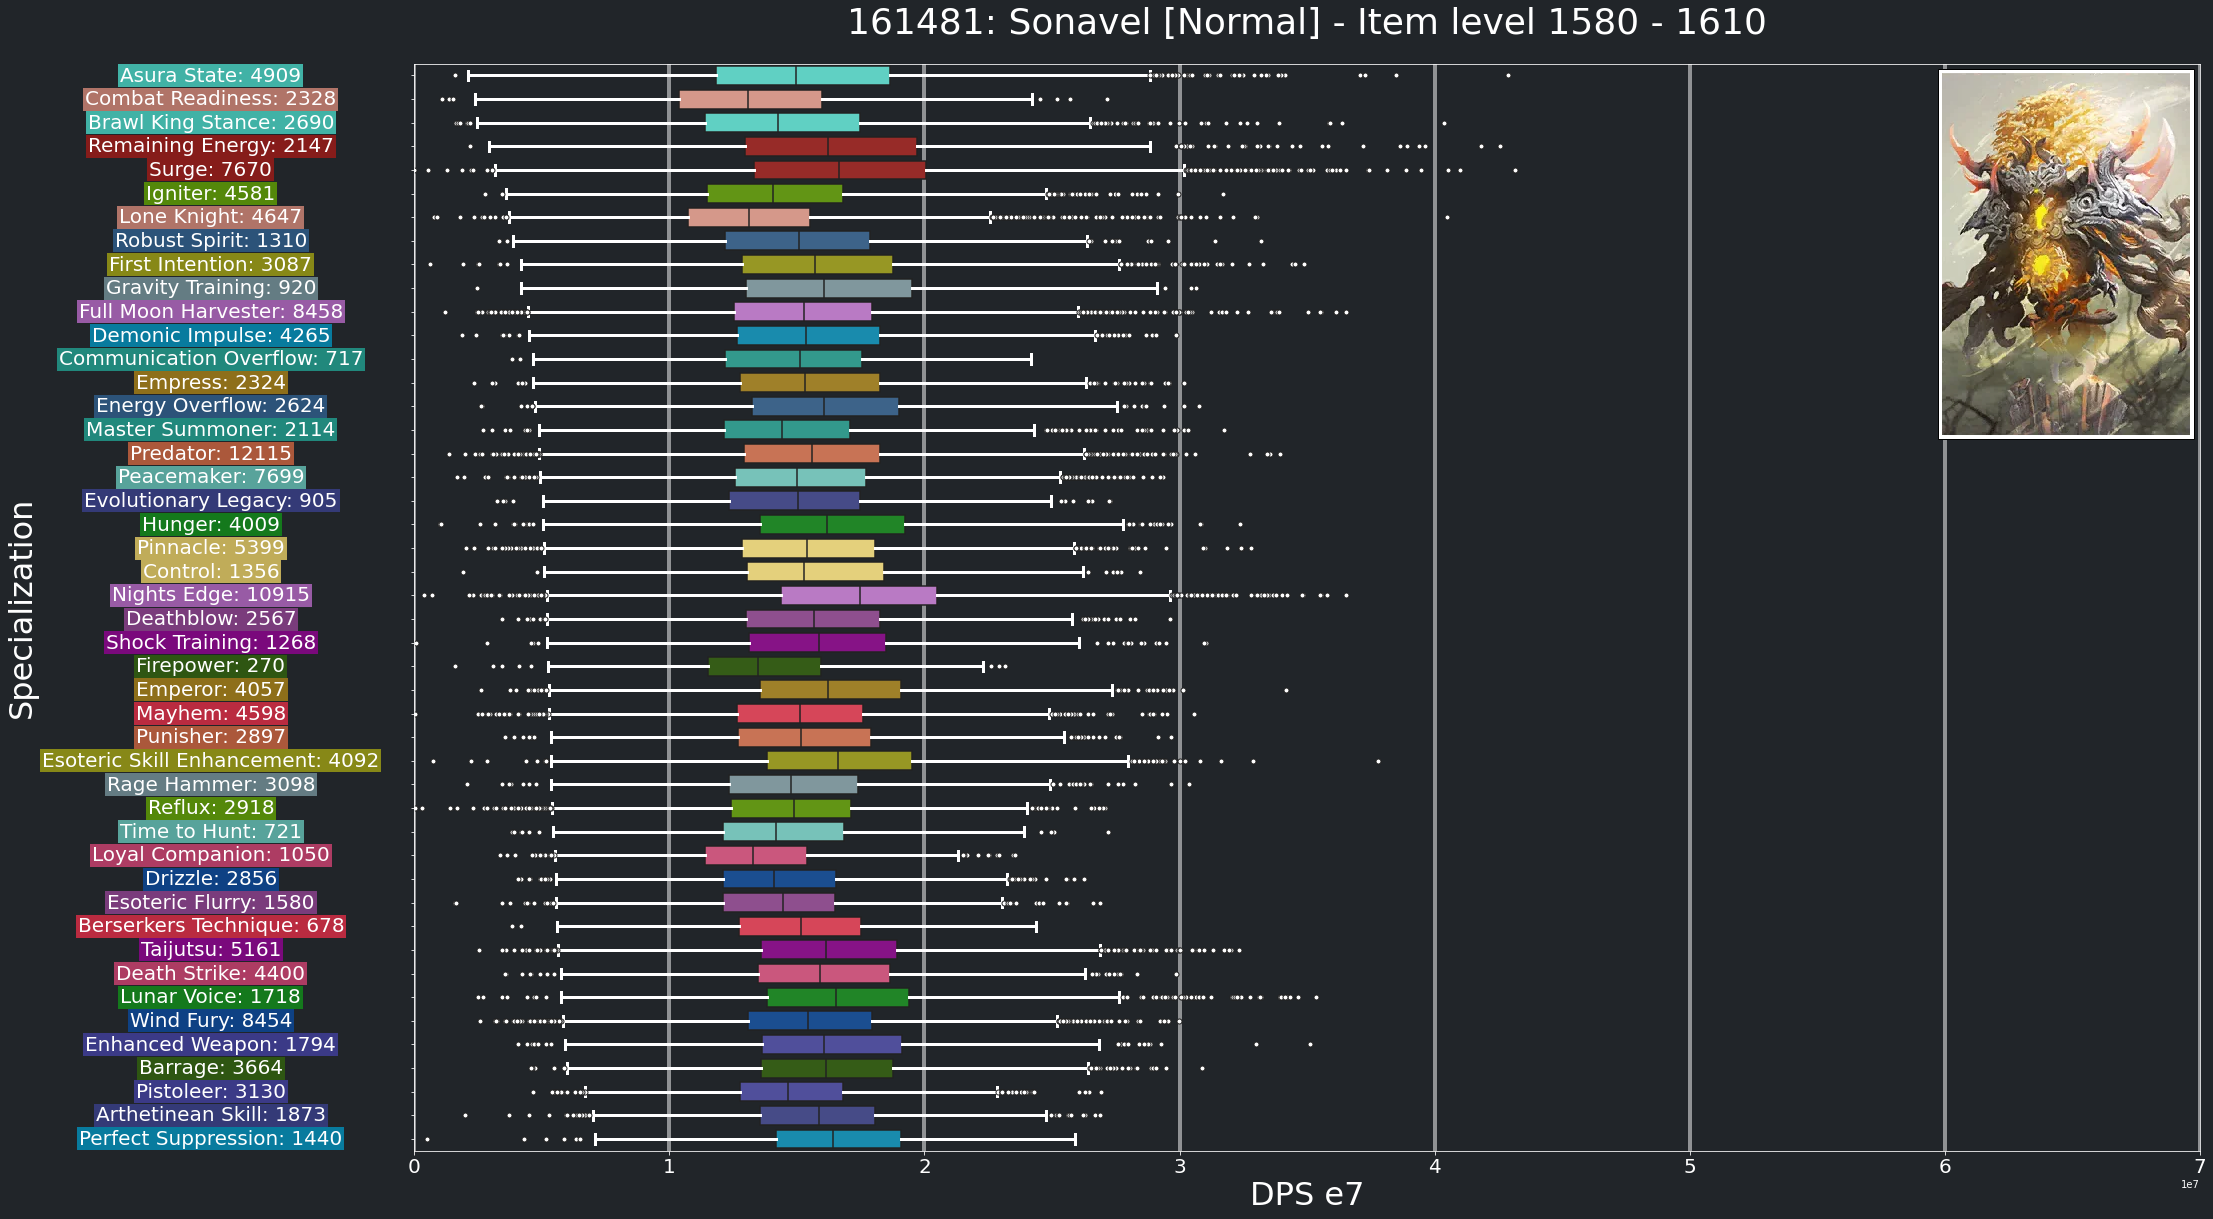 161481: Sonavel [Normal] - Item level 1580 - 1610
Specialization
Asura State: 4909
Combat Readiness: 2328
Brawl King Stance: 2690
Remaining Energy: 2147
Surge: 7670
Igniter: 4581
Lone Knight: 4647
Robust Spirit: 1310
First Intention: 3087
Gravity Training: 920
Full Moon Harvester: 8458
Demonic Impulse: 4265
Communication Overflow: 717
Empress: 2324
Energy Overflow: 2624
Master Summoner: 2114
Predator: 12115
Peacemaker: 7699
Evolutionary Legacy: 905
Hunger: 4009
Pinnacle: 5399
Control: 1356
Nights Edge: 10915
Deathblow: 2567
Shock Training: 1268
Firepower: 270
Emperor: 4057
Mayhem: 4598
Punisher: 2897
Esoteric Skill Enhancement: 4092
Rage Hammer: 3098
Reflux: 2918
Time to Hunt: 721
Loyal Companion: 1050
Drizzle: 2856
Esoteric Flurry: 1580
Berserkers Technique: 678
Taijutsu: 5161
Death Strike: 4400
Lunar Voice: 1718
Wind Fury: 8454
Enhanced Weapon: 1794
Barrage: 3664
Pistoleer: 3130
Arthetinean Skill: 1873
Perfect Suppression: 1440
0 1 2 3 4 5 6 7
1e7
DPS e7